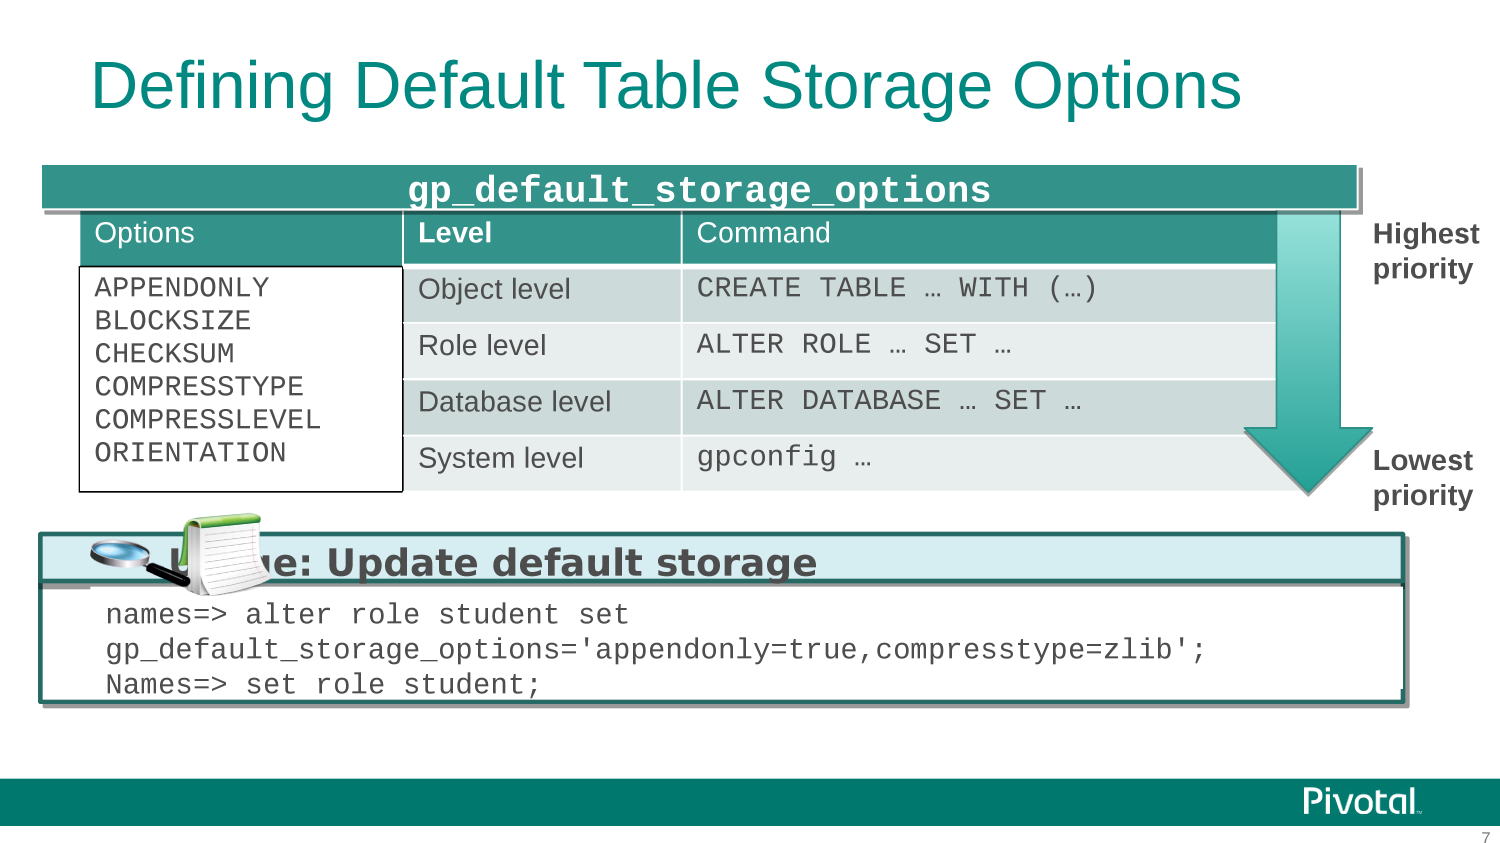 Defining Default Table Storage Options
gp_default_storage_options
Options Level Command
Highest
priority
APPENDONLY
BLOCKSIZE
CHECKSUM
COMPRESSTYPE
COMPRESSLEVEL
ORIENTATION
Object level CREATE TABLE … WITH (…)
Role level ALTER ROLE … SET …
Database level ALTER DATABASE … SET …
System level gpconfig …
Lowest
priority
Update default storage
names=> alter role student set
gp_default_storage_options='appendonly=true,compresstype=zlib';
Names=> set role student;
Pivotal™
7